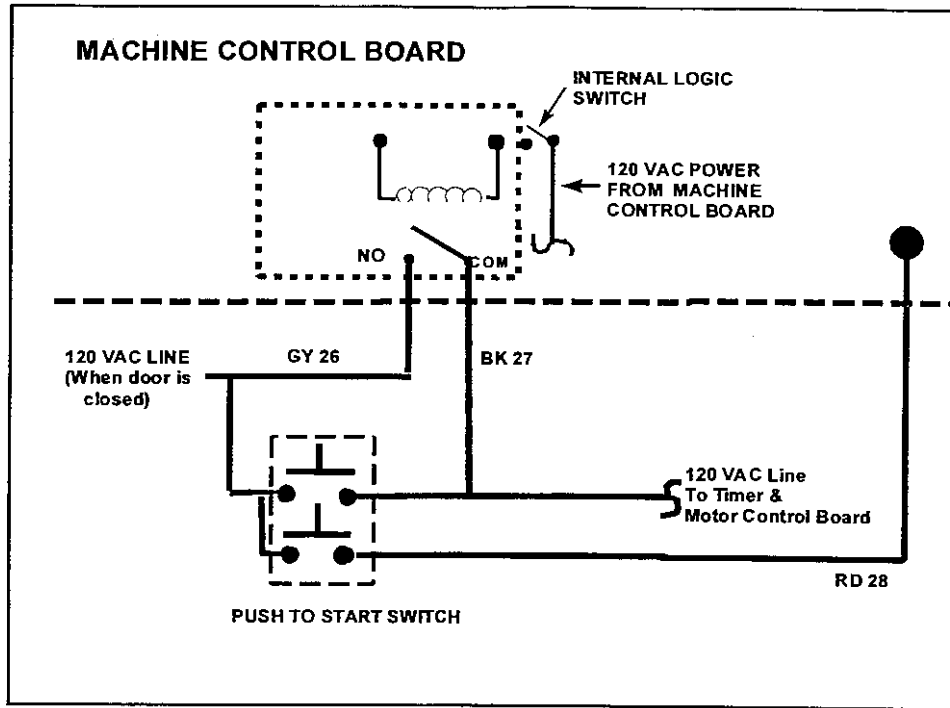 MACHINE CONTROL BOARD
INTERNAL LOGIC
SWITCH
120 VAC POWER
FROM MACHINE
CONTROL BOARD
NO
COM
120 VAC LINE
(When door is
closed)
GY 26
BK 27
120 VAC Line
To Timer &
Motor Control Board
RD 28
PUSH TO START SWITCH